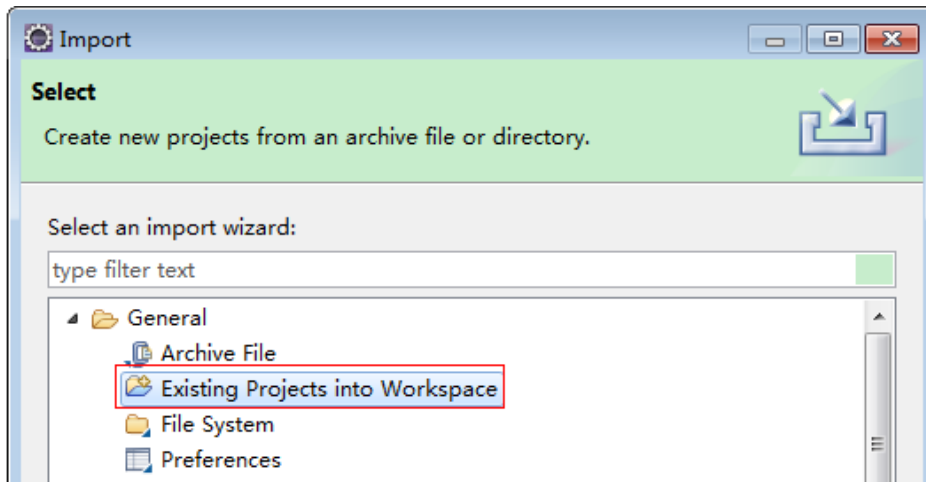 Import
Select
Create new projects from an archive file or directory.
Select an import wizard:
type filter text
General
Archive File
Existing Projects into Workspace
File System
Preferences